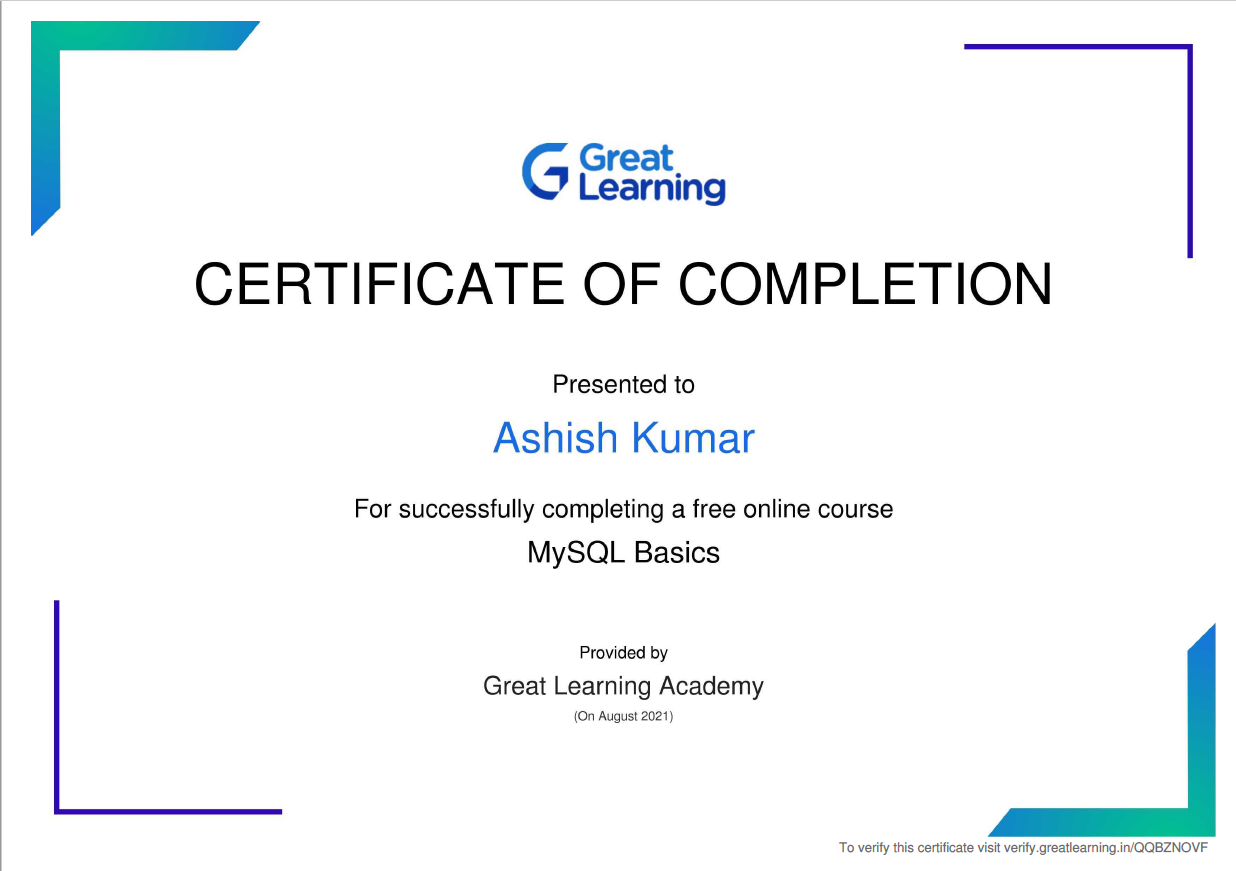 Great
Learning
CERTIFICATE OF COMPLETION
Presented to
Ashish Kumar
For successfully completing a free online course
MySQL Basics
Provided by
Great Learning Academy
(On August 2021)
To verify this certificate visit verify.greatlearning.in/QQBZNOVF